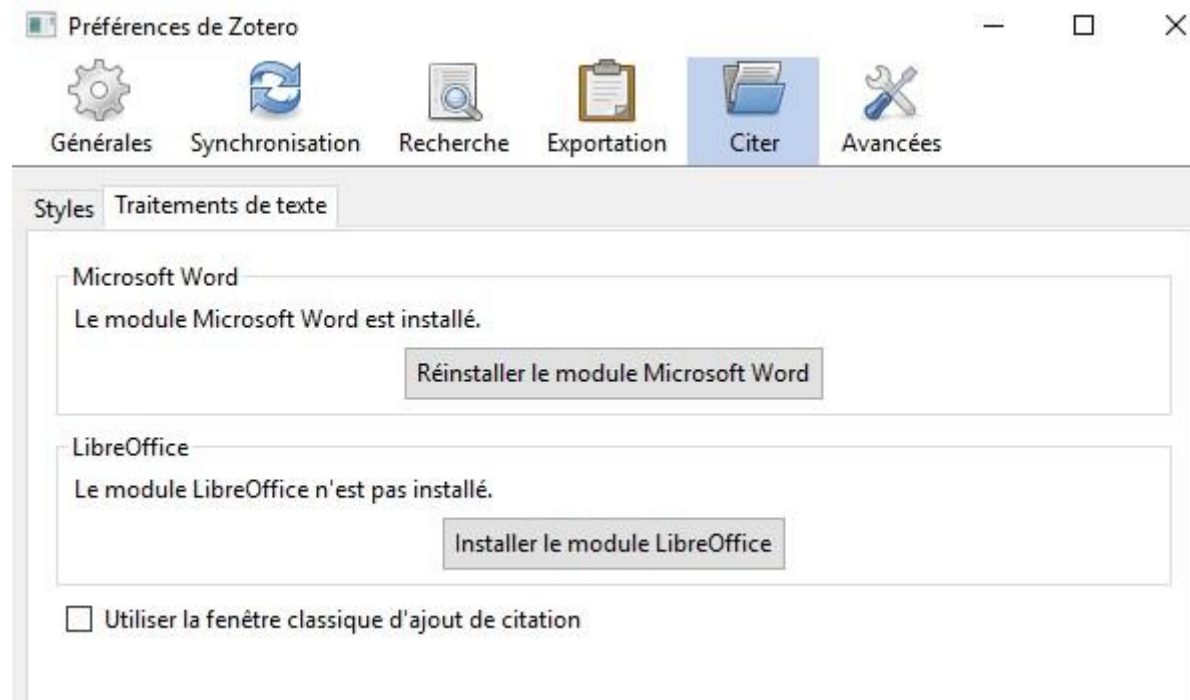 Préférences de Zotero
Générales Synchronisation Recherche Exportation Citer Avancées
Styles Traitements de texte
Microsoft Word
Le module Microsoft Word est installé.
Réinstaller le module Microsoft Word
LibreOffice
Le module LibreOffice n'est pas installé.
Installer le module LibreOffice
Utiliser la fenêtre classique d'ajout de citation